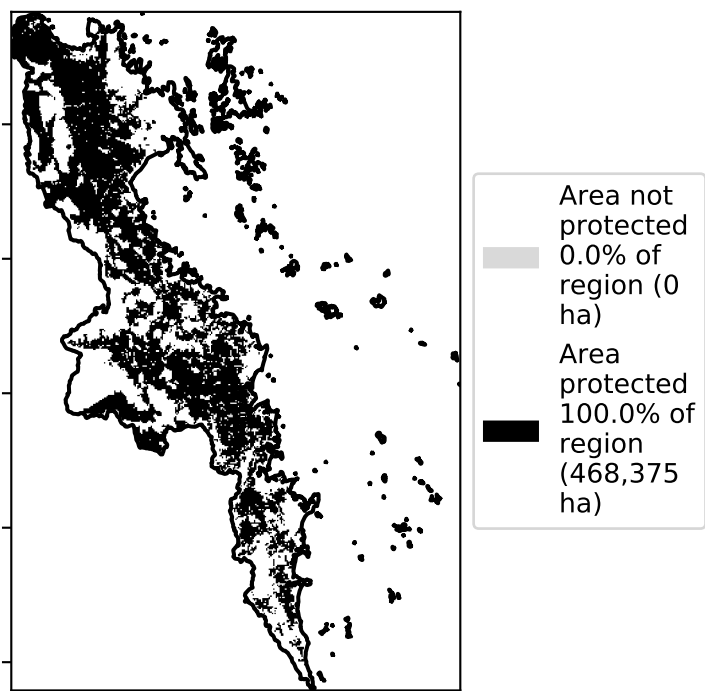 Area not
protected
0.0% of
region (0
ha)
Area
protected
100.0% of
region
(468,375
ha)